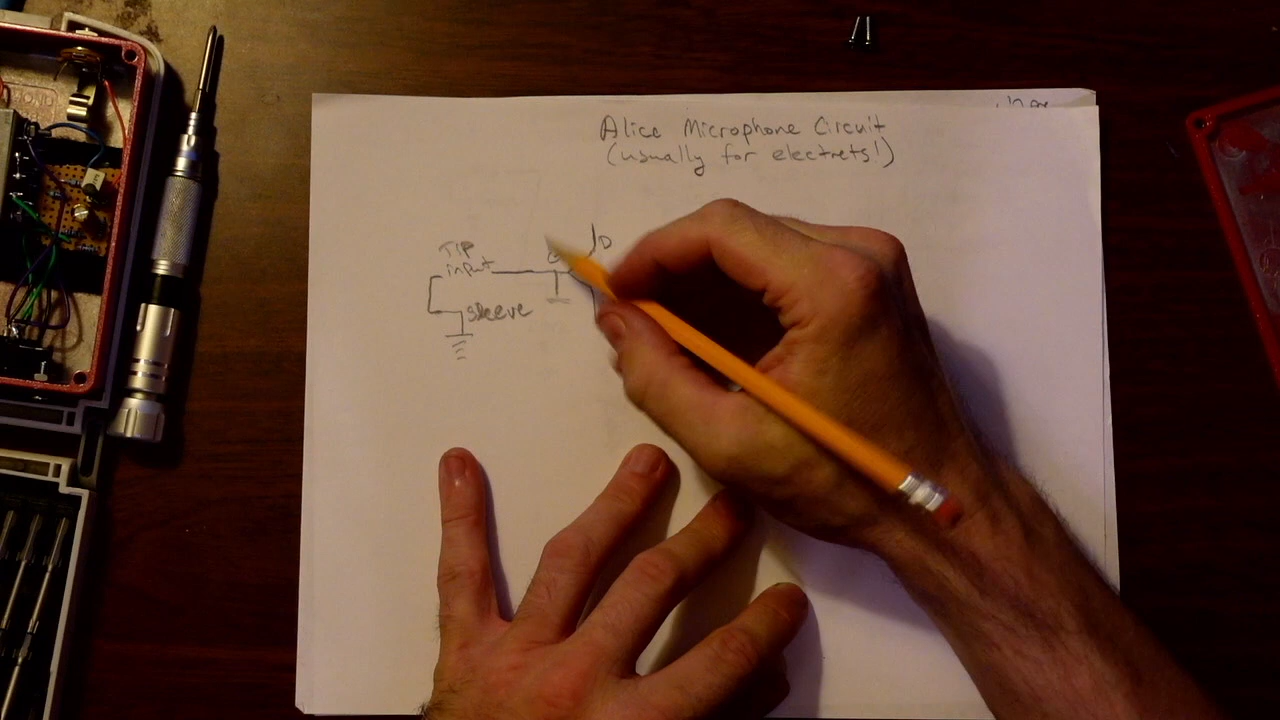 Alice Microphone Circuit
(usually for electrets!)
TIP
input
sleeve
D